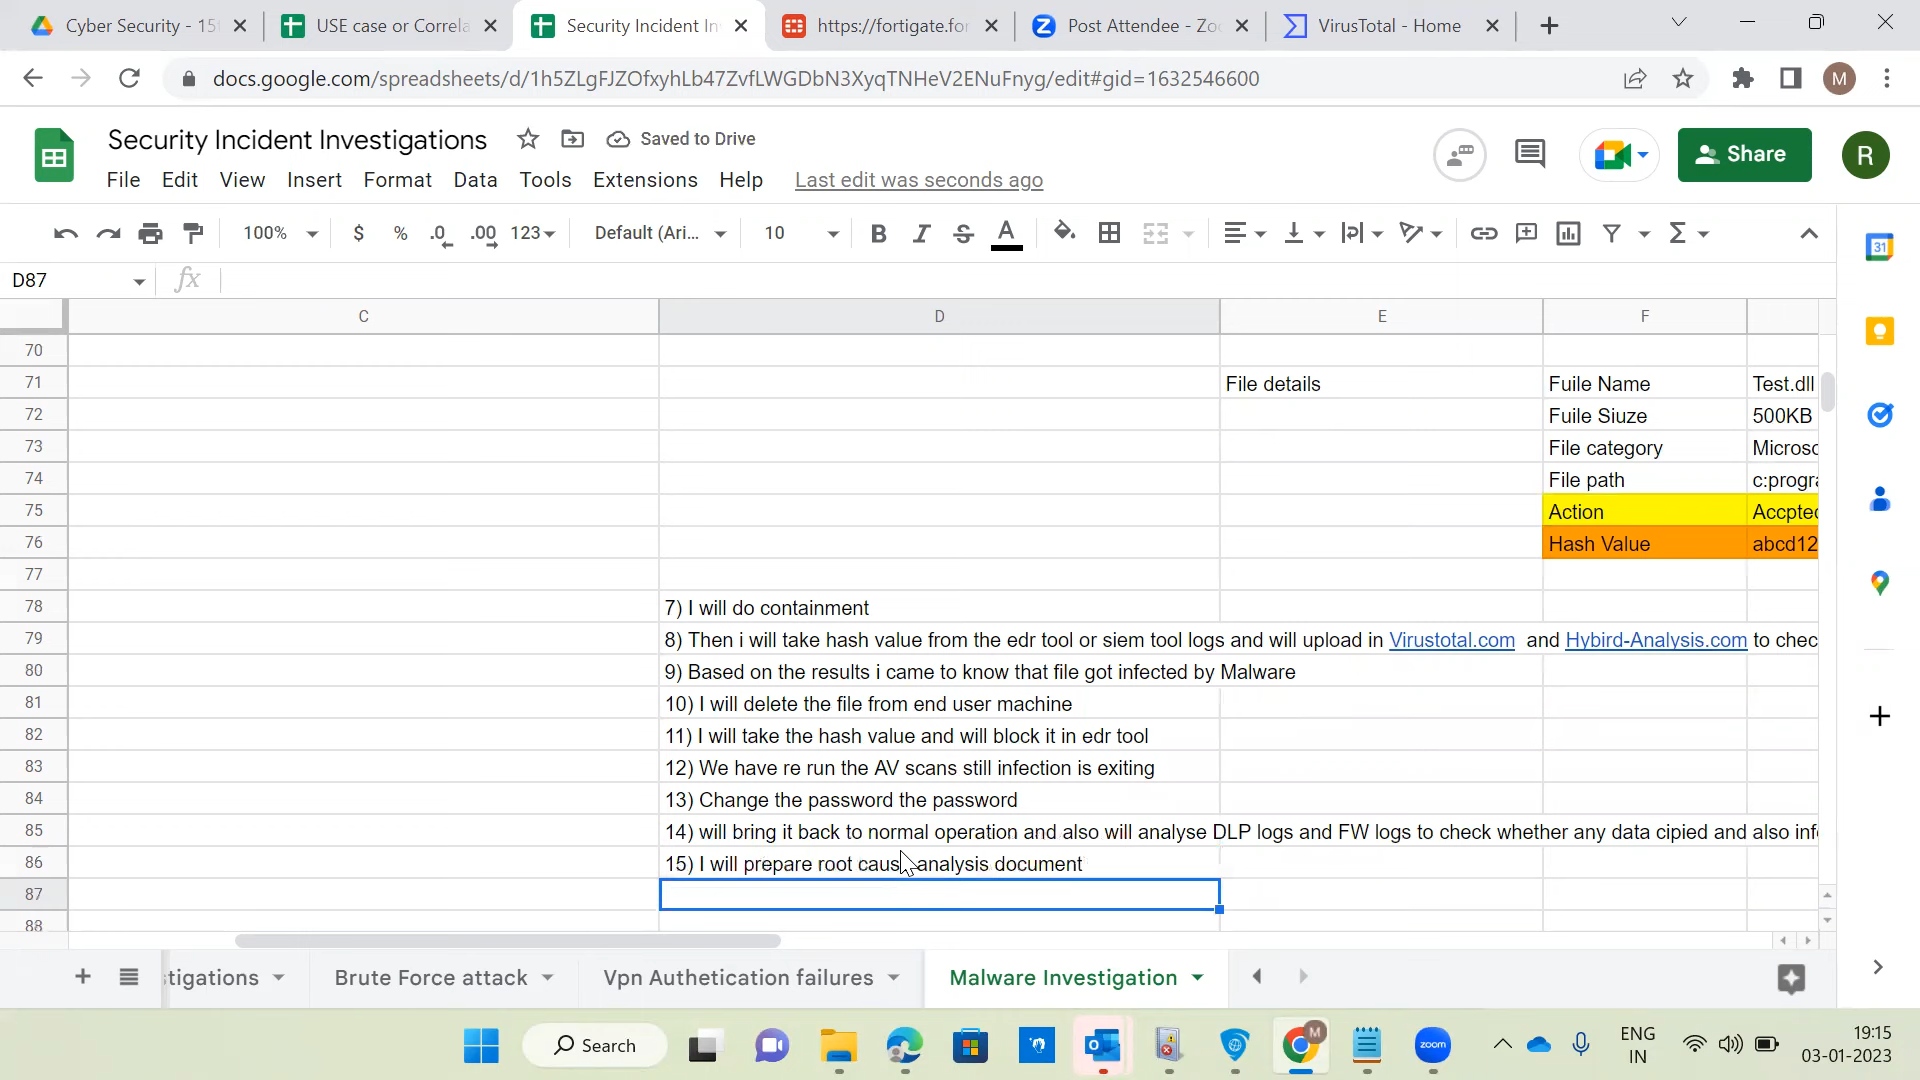 Cyber Security - 15
USE case or Correla
Security Incident In
https://fortigate.for
Post Attendee - Zo
VirusTotal - Home
docs.google.com/spreadsheets/d/1h5ZLgFJZOfxyhLb47ZvfLWGDbN3XyqTNHeV2ENuFnyg/edit#gid=1632546600
M
Security Incident Investigations
Saved to Drive
Share
R
File Edit View Insert Format Data Tools Extensions Help Last edit was seconds ago
100% $ % .0 .00 123 Default (Ari... 10 B I S A
31
D87
fx
C D E F
70
71 File details Fuile Name Test.dll
72 Fuile Siuze 500KB
73 File category Microsc
74 File path c:progra
75 Action Accptec
76 Hash Value abcd12
77
78 7) I will do containment
79 8) Then i will take hash value from the edr tool or siem tool logs and will upload in Virustotal.com and Hybird-Analysis.com to chec
80 9) Based on the results i came to know that file got infected by Malware
81 10) I will delete the file from end user machine
82 11) I will take the hash value and will block it in edr tool
83 12) We have re run the AV scans still infection is exiting
84 13) Change the password the password
85 14) will bring it back to normal operation and also will analyse DLP logs and FW logs to check whether any data cipied and also inf
86 15) I will prepare root cause analysis document
87
88
tigations
Brute Force attack
Vpn Authetication failures
Malware Investigation
Search
M
zoom
ENG
IN
19:15
03-01-2023